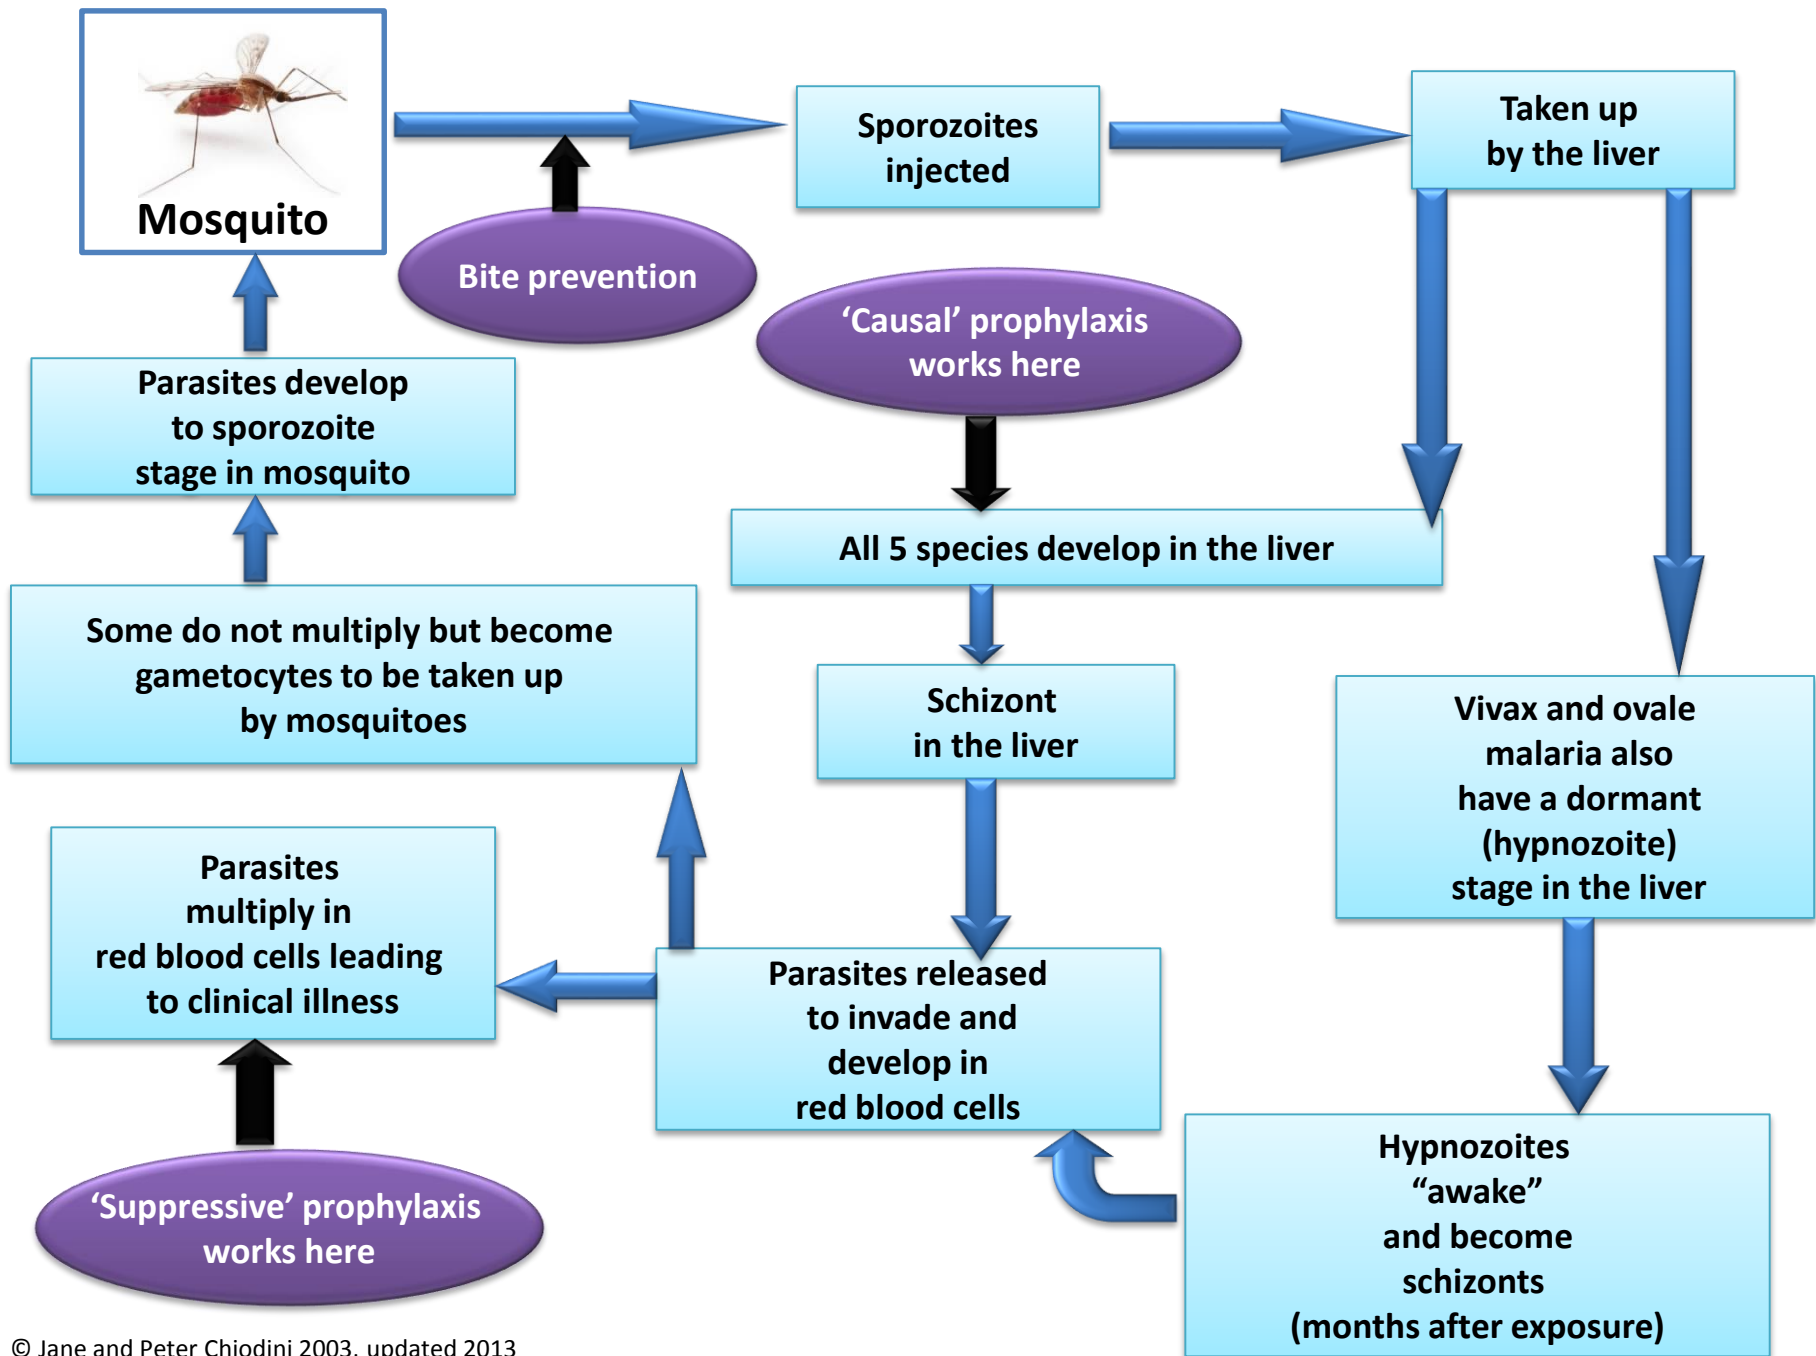 Mosquito
Bite prevention
Sporozoites
injected
Taken up
by the liver
‘Causal’ prophylaxis
works here
Parasites develop
to sporozoite
stage in mosquito
All 5 species develop in the liver
Some do not multiply but become
gametocytes to be taken up
by mosquitoes
Schizont
in the liver
Vivax and ovale
malaria also
have a dormant
(hypnozoite)
stage in the liver
Parasites
multiply in
red blood cells leading
to clinical illness
Parasites released
to invade and
develop in
red blood cells
‘Suppressive’ prophylaxis
works here
Hypnozoites
“awake”
and become
schizonts
(months after exposure)
© Jane and Peter Chiodini 2003, updated 2013